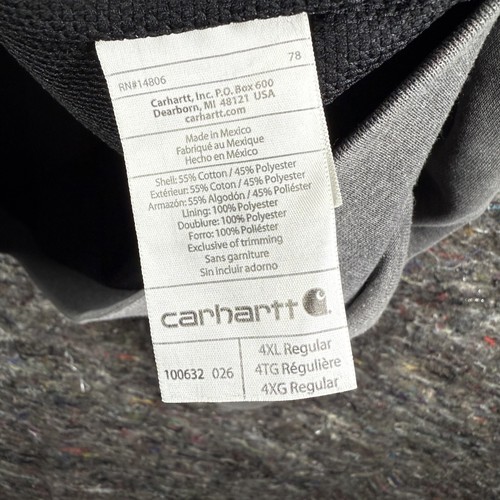 RN#14806 78
Carhartt, Inc. P.O. Box 600
Dearborn, MI 48121 USA
carhartt.com
Made in Mexico
Fabriqué au Mexique
Hecho en México
Shell: 55% Cotton / 45% Polyester
Extérieur: 55% Coton / 45% Polyester
Armazón: 55% Algodón / 45% Poliéster
Lining: 100% Polyester
Doublure: 100% Polyester
Forro: 100% Poliéster
Exclusive of trimming
Sans garniture
Sin incluir adorno
carhartt
100632 026
4XL Regular
4TG Régulière
4XG Regular